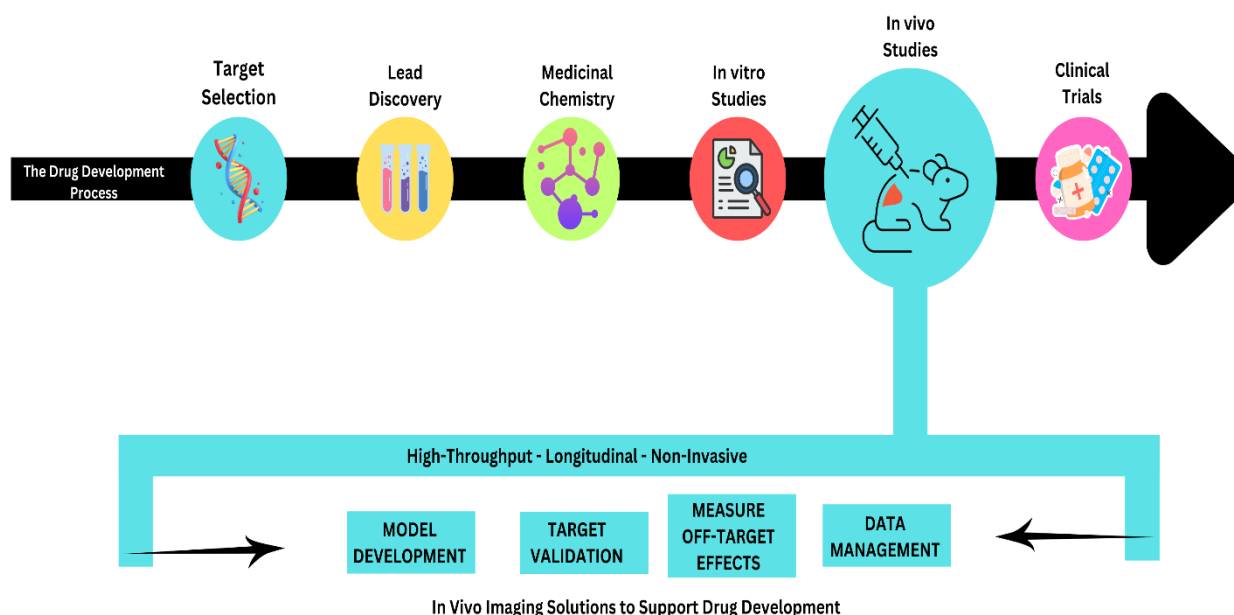 In vivo
Studies
Target
Selection
Lead
Discovery
Medicinal
Chemistry
In vitro
Studies
Clinical
Trials
The Drug Development
Process
High-Throughput - Longitudinal - Non-Invasive
MODEL
DEVELOPMENT
TARGET
VALIDATION
MEASURE
OFF-TARGET
EFFECTS
DATA
MANAGEMENT
In Vivo Imaging Solutions to Support Drug Development